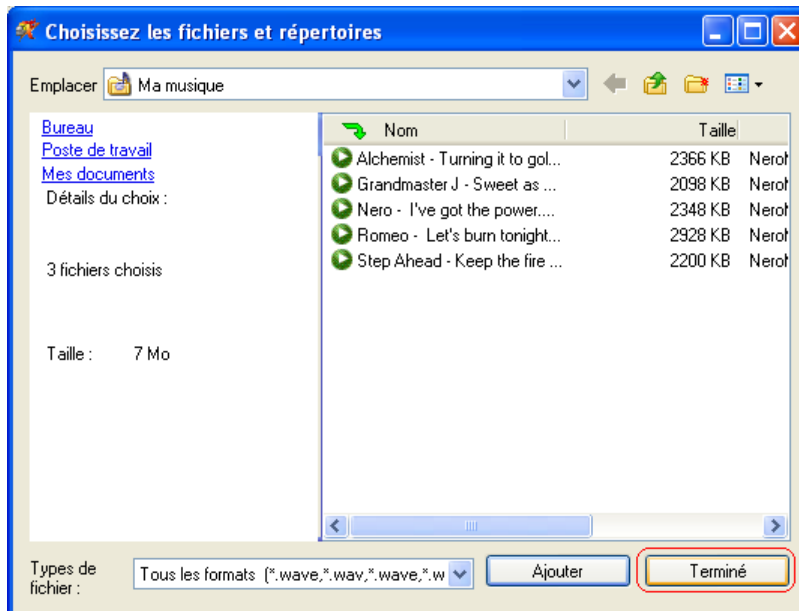 Choisissez les fichiers et répertoires
Emplacer Ma musique
Bureau
Poste de travail
Mes documents
Détails du choix :
3 fichiers choisis
Taille : 7 Mo
Nom Taille
Alchemist - Turning it to gol... 2366 KB
Grandmaster J - Sweet as ... 2098 KB
Nero - I've got the power.... 2348 KB
Romeo - Let's burn tonight... 2928 KB
Step Ahead - Keep the fire ... 2200 KB
Types de
fichier :
Tous les formats (*.wave,*.wav,*.wave,*.w
Ajouter
Terminé